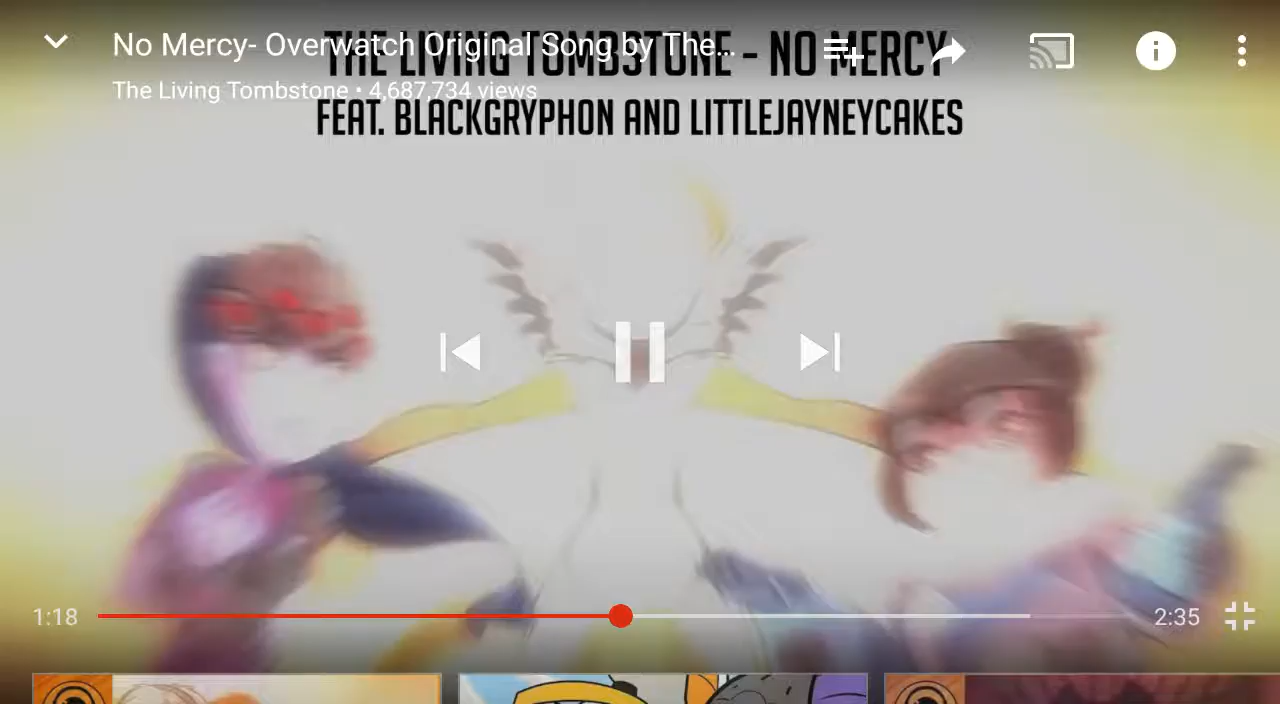 No Mercy- Overwatch Original Song by The...
THE LIVING TOMBSTONE - NO MERCY
The Living Tombstone • 4,687,734 views
FEAT. BLACKGRYPHON AND LITTLEJAYNEYCAKES
1:18
2:35